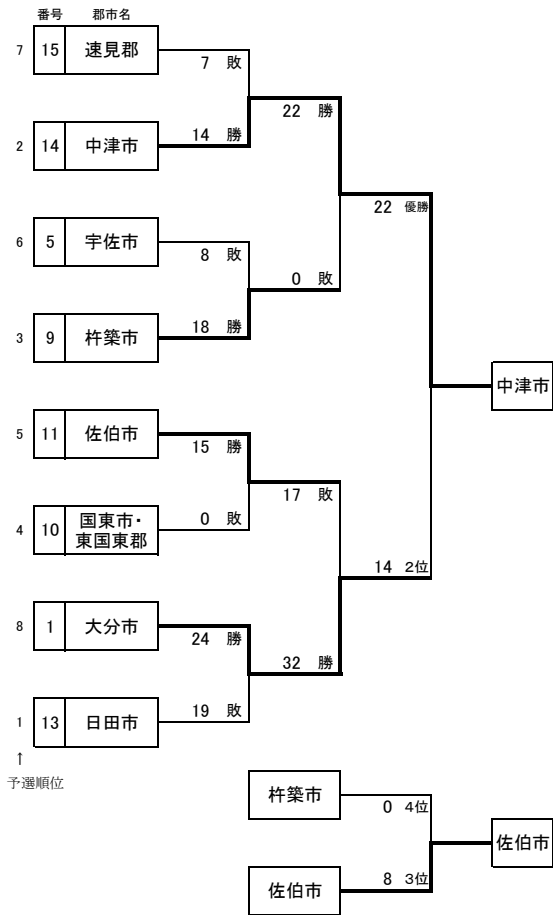 番号 郡市名
7 15 速見郡
7 敗
22 勝
2 14 中津市
14 勝
22 優勝
6 5 宇佐市
8 敗
0 敗
3 9 杵築市
18 勝
中津市
5 11 佐伯市
15 勝
17 敗
4 10 国東市・
東国東郡
0 敗
14 2位
8 1 大分市
24 勝
32 勝
1 13 日田市
19 敗
↑
予選順位
杵築市
0 4位
佐伯市
佐伯市
8 3位